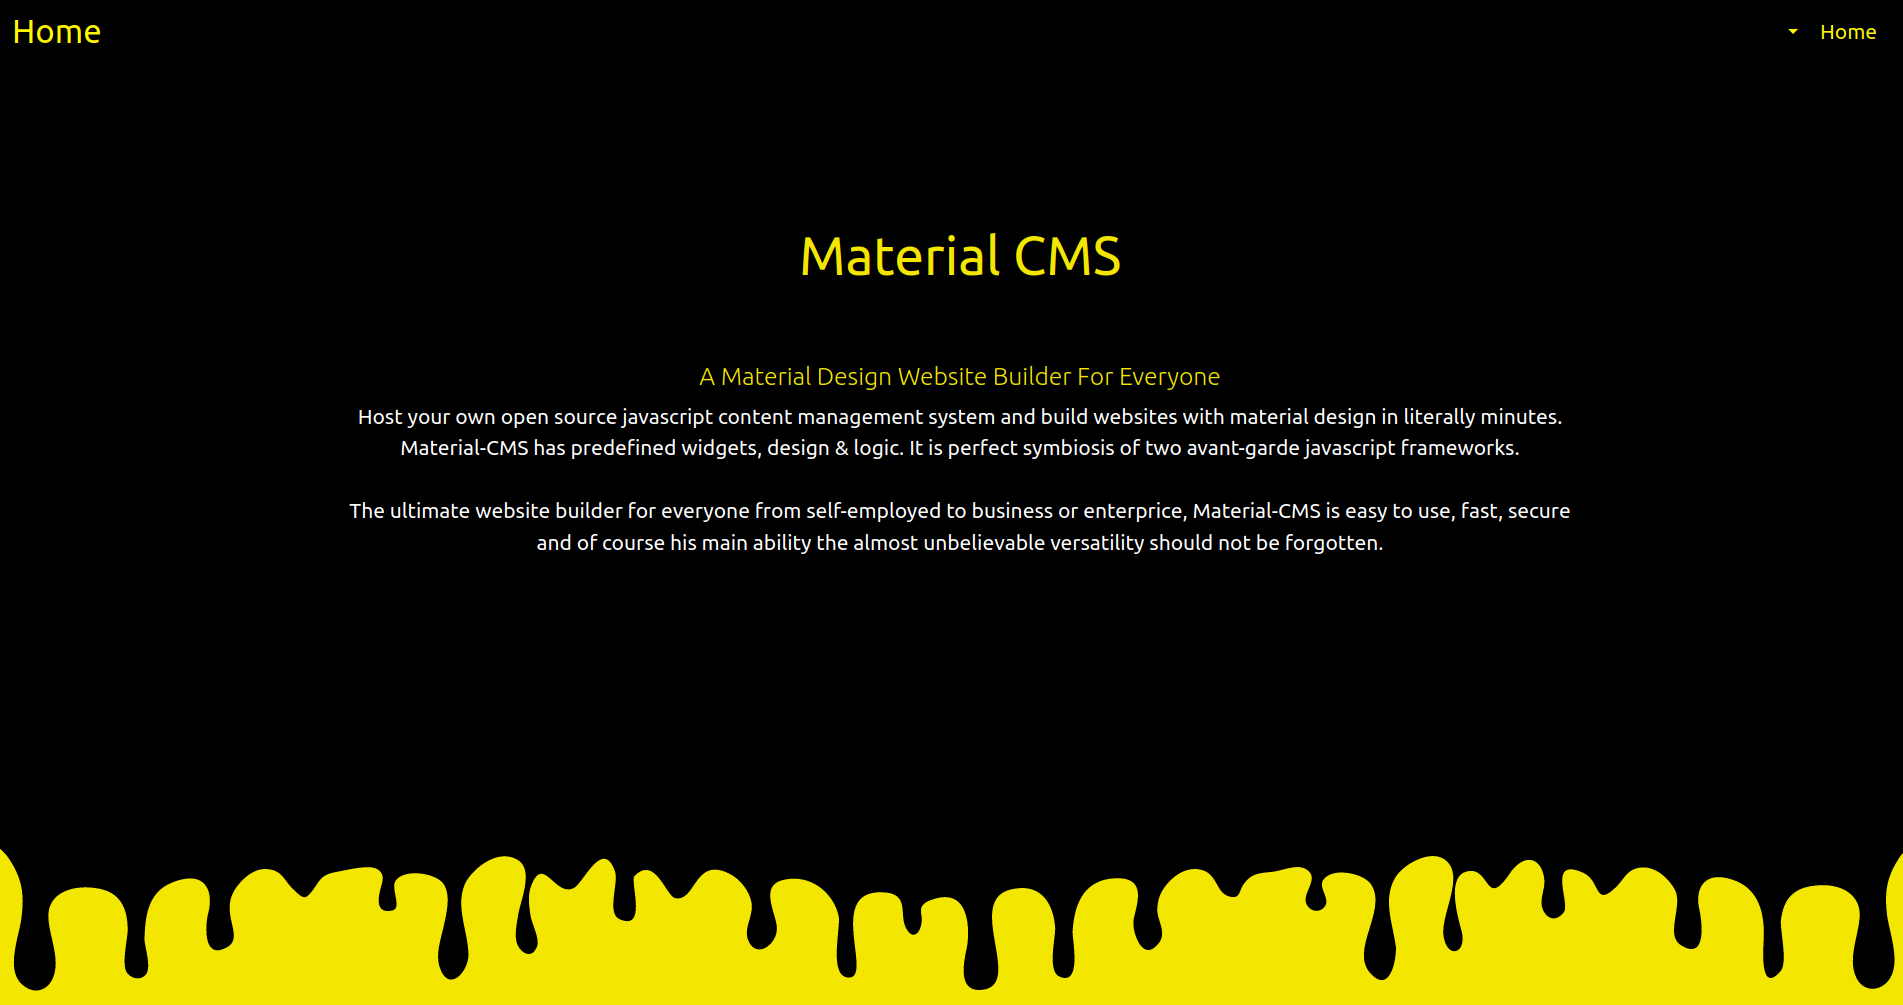 Home
Home
Material CMS
A Material Design Website Builder For Everyone
Host your own open source javascript content management system and build websites with material design in literally minutes.
Material-CMS has predefined widgets, design & logic. It is perfect symbiosis of two avant-garde javascript frameworks.
The ultimate website builder for everyone from self-employed to business or enterprice, Material-CMS is easy to use, fast, secure
and of course his main ability the almost unbelievable versatility should not be forgotten.